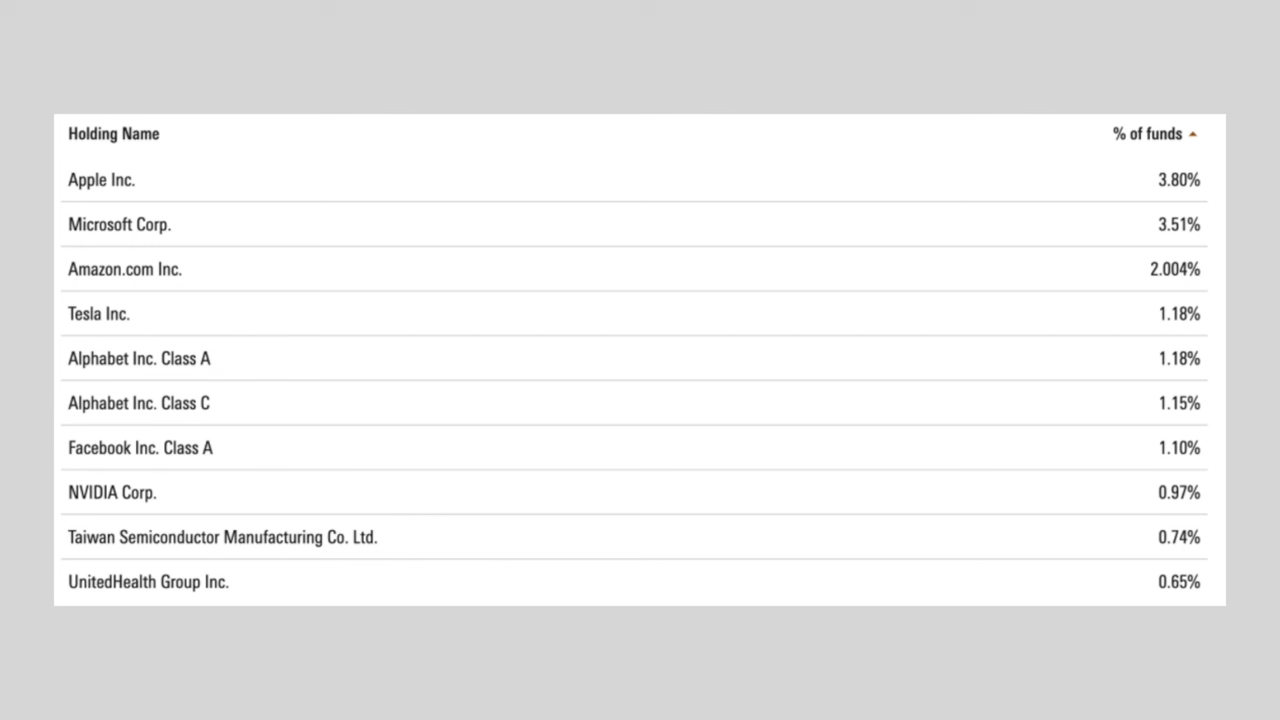 Holding Name % of funds
Apple Inc. 3.80%
Microsoft Corp. 3.51%
Amazon.com Inc. 2.004%
Tesla Inc. 1.18%
Alphabet Inc. Class A 1.18%
Alphabet Inc. Class C 1.15%
Facebook Inc. Class A 1.10%
NVIDIA Corp. 0.97%
Taiwan Semiconductor Manufacturing Co. Ltd. 0.74%
UnitedHealth Group Inc. 0.65%